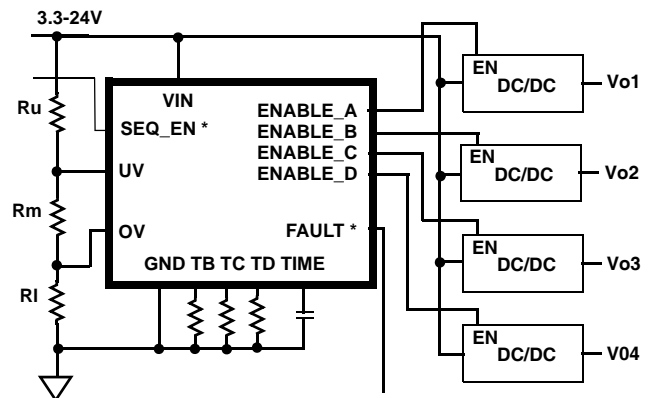 3.3-24V
EN
DC/DC
Vo1
VIN
Ru
ENABLE_A
SEQ_EN *
ENABLE_B
ENABLE_C
ENABLE_D
EN
DC/DC
Vo2
UV
Rm
OV
FAULT *
EN
DC/DC
Vo3
GND TB TC TD TIME
Rl
EN
DC/DC
V04